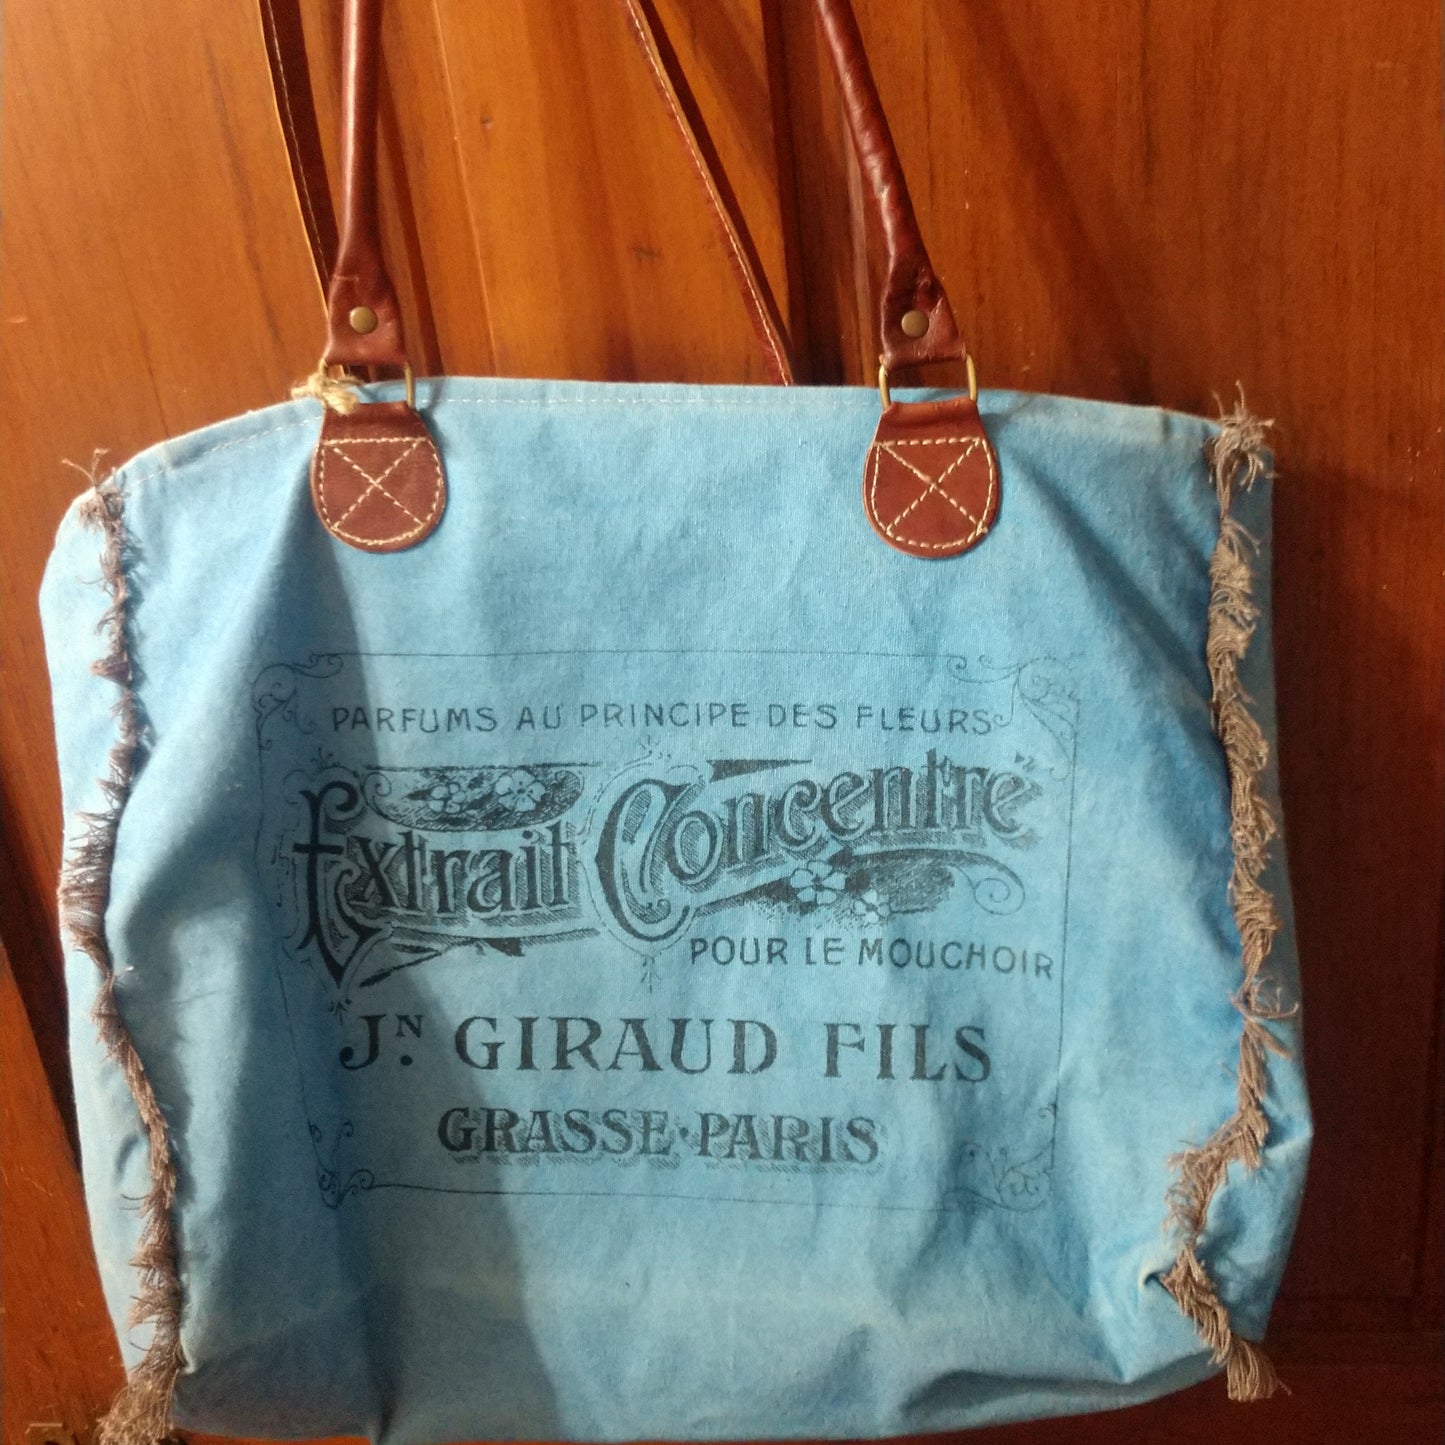 PARFUMS AU PRINCIPE DES FLEURS
Extrait Concentré
POUR LE MOUCHOIR
JN. GIRAUD FILS
GRASSE·PARIS